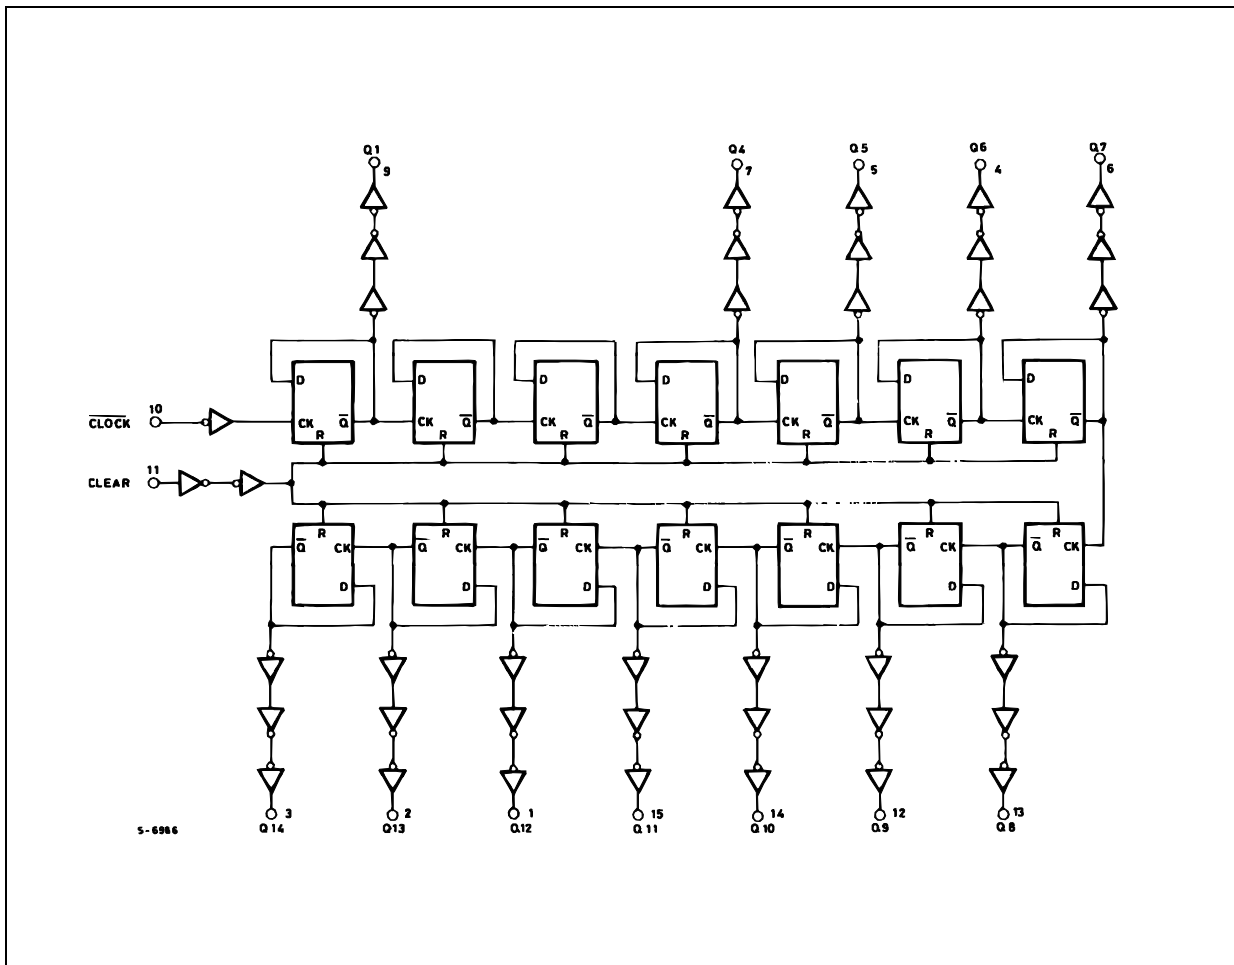 Q1 Q4 Q5 Q6 Q7
9 7 5 4 6
D D D D D D D
C̅L̅O̅C̅K̅ 10 CK Q̅ CK Q̅ CK Q̅ CK Q̅ CK Q̅ CK Q̅ CK Q̅
R R R R R R R
CLEAR 11
R R R R R R R
Q̅ CK Q̅ CK Q̅ CK Q̅ CK Q̅ CK Q̅ CK Q̅ CK
D D D D D D D
3 2 1 15 14 12 13
S-6986 Q14 Q13 Q12 Q11 Q10 Q9 Q8